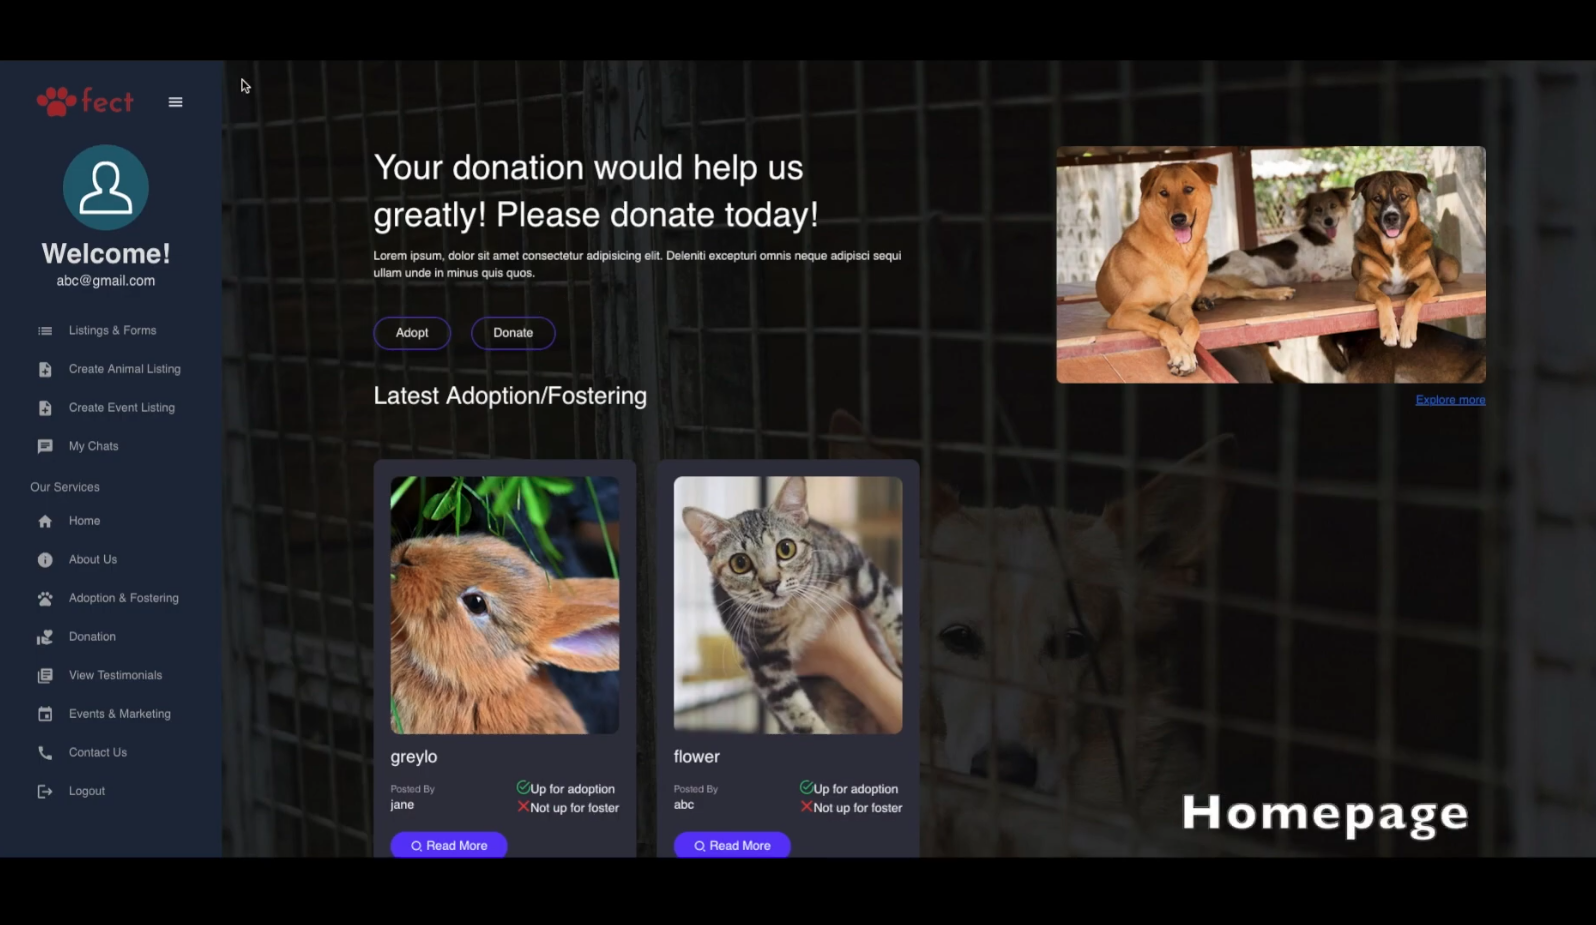 fect
Welcome!
abc@gmail.com
Listings & Forms
Create Animal Listing
Create Event Listing
My Chats
Our Services
Home
About Us
Adoption & Fostering
Donation
View Testimonials
Events & Marketing
Contact Us
Logout
Your donation would help us
greatly! Please donate today!
Lorem ipsum, dolor sit amet consectetur adipisicing elit. Deleniti excepturi omnis neque adipisci sequi
ullam unde in minus quis quos.
Adopt
Donate
Explore more
Latest Adoption/Fostering
greylo
Posted By
jane
Up for adoption
Not up for foster
Read More
flower
Posted By
abc
Up for adoption
Not up for foster
Read More
Homepage